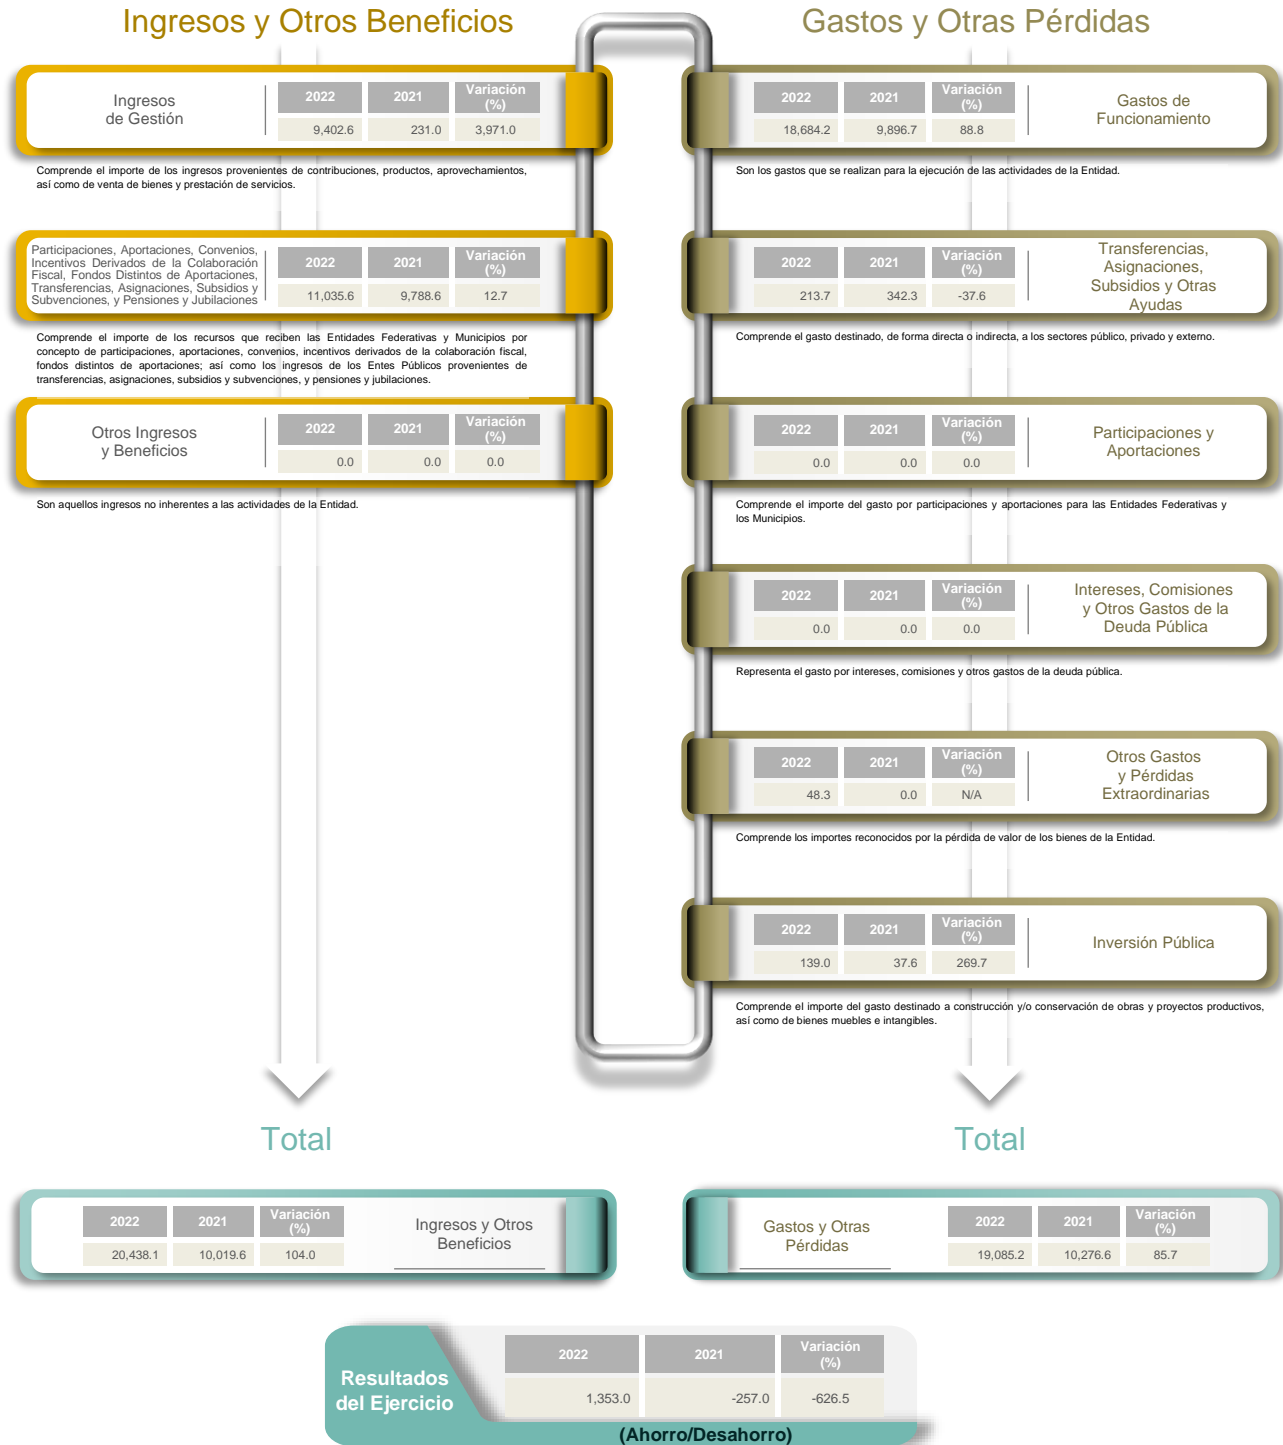 Ingresos y Otros Beneficios
Ingresos
de Gestión
2022 2021 Variación (%)
9,402.6 231.0 3,971.0
Comprende el importe de los ingresos provenientes de contribuciones, productos, aprovechamientos,
así como de venta de bienes y prestación de servicios.
Participaciones, Aportaciones, Convenios,
Incentivos Derivados de la Colaboración
Fiscal, Fondos Distintos de Aportaciones,
Transferencias, Asignaciones, Subsidios y
Subvenciones, y Pensiones y Jubilaciones
2022 2021 Variación (%)
11,035.6 9,788.6 12.7
Comprende el importe de los recursos que reciben las Entidades Federativas y Municipios por
concepto de participaciones, aportaciones, convenios, incentivos derivados de la colaboración fiscal,
fondos distintos de aportaciones; así como los ingresos de los Entes Públicos provenientes de
transferencias, asignaciones, subsidios y subvenciones, y pensiones y jubilaciones.
Otros Ingresos
y Beneficios
2022 2021 Variación (%)
0.0 0.0 0.0
Son aquellos ingresos no inherentes a las actividades de la Entidad.
Gastos y Otras Pérdidas
2022 2021 Variación (%)
18,684.2 9,896.7 88.8
Gastos de
Funcionamiento
Son los gastos que se realizan para la ejecución de las actividades de la Entidad.
2022 2021 Variación (%)
213.7 342.3 -37.6
Transferencias,
Asignaciones,
Subsidios y Otras
Ayudas
Comprende el gasto destinado, de forma directa o indirecta, a los sectores público, privado y externo.
2022 2021 Variación (%)
0.0 0.0 0.0
Participaciones y
Aportaciones
Comprende el importe del gasto por participaciones y aportaciones para las Entidades Federativas y
los Municipios.
2022 2021 Variación (%)
0.0 0.0 0.0
Intereses, Comisiones
y Otros Gastos de la
Deuda Pública
Representa el gasto por intereses, comisiones y otros gastos de la deuda pública.
2022 2021 Variación (%)
48.3 0.0 N/A
Otros Gastos
y Pérdidas
Extraordinarias
Comprende los importes reconocidos por la pérdida de valor de los bienes de la Entidad.
2022 2021 Variación (%)
139.0 37.6 269.7
Inversión Pública
Comprende el importe del gasto destinado a construcción y/o conservación de obras y proyectos productivos,
así como de bienes muebles e intangibles.
Total
2022 2021 Variación (%)
20,438.1 10,019.6 104.0
Ingresos y Otros
Beneficios
Total
Gastos y Otras
Pérdidas
2022 2021 Variación (%)
19,085.2 10,276.6 85.7
Resultados
del Ejercicio
2022 2021 Variación (%)
1,353.0 -257.0 -626.5
(Ahorro/Desahorro)